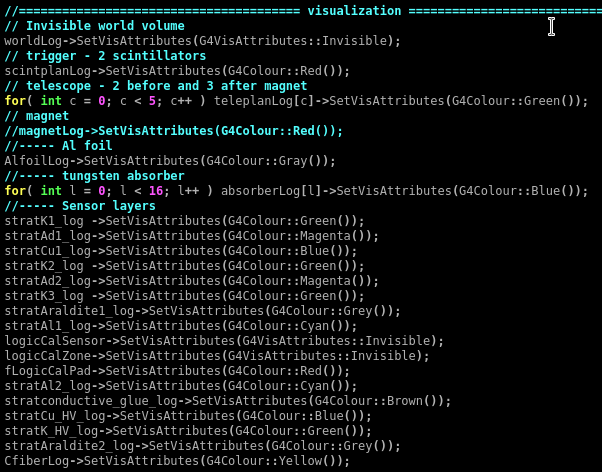 //====================================== visualization ==========================
// Invisible world volume
worldLog->SetVisAttributes(G4VisAttributes::Invisible);
// trigger - 2 scintillators
scintplanLog->SetVisAttributes(G4Colour::Red());
// telescope - 2 before and 3 after magnet
for( int c = 0; c < 5; c++ ) teleplanLog[c]->SetVisAttributes(G4Colour::Green());
// magnet
//magnetLog->SetVisAttributes(G4Colour::Red());
//----- Al foil
AlfoilLog->SetVisAttributes(G4Colour::Gray());
//----- tungsten absorber
for( int l = 0; l < 16; l++ ) absorberLog[l]->SetVisAttributes(G4Colour::Blue());
//----- Sensor layers
stratK1_log ->SetVisAttributes(G4Colour::Green());
stratAd1_log->SetVisAttributes(G4Colour::Magenta());
stratCu1_log->SetVisAttributes(G4Colour::Blue());
stratK2_log ->SetVisAttributes(G4Colour::Green());
stratAd2_log->SetVisAttributes(G4Colour::Magenta());
stratK3_log ->SetVisAttributes(G4Colour::Green());
stratAraldite1_log->SetVisAttributes(G4Colour::Grey());
stratAl1_log->SetVisAttributes(G4Colour::Cyan());
logicCalSensor->SetVisAttributes(G4VisAttributes::Invisible);
logicCalZone->SetVisAttributes(G4VisAttributes::Invisible);
fLogicCalPad->SetVisAttributes(G4Colour::Red());
stratAl2_log->SetVisAttributes(G4Colour::Cyan());
stratconductive_glue_log->SetVisAttributes(G4Colour::Brown());
stratCu_HV_log->SetVisAttributes(G4Colour::Blue());
stratK_HV_log->SetVisAttributes(G4Colour::Green());
stratAraldite2_log->SetVisAttributes(G4Colour::Grey());
CfiberLog->SetVisAttributes(G4Colour::Yellow());